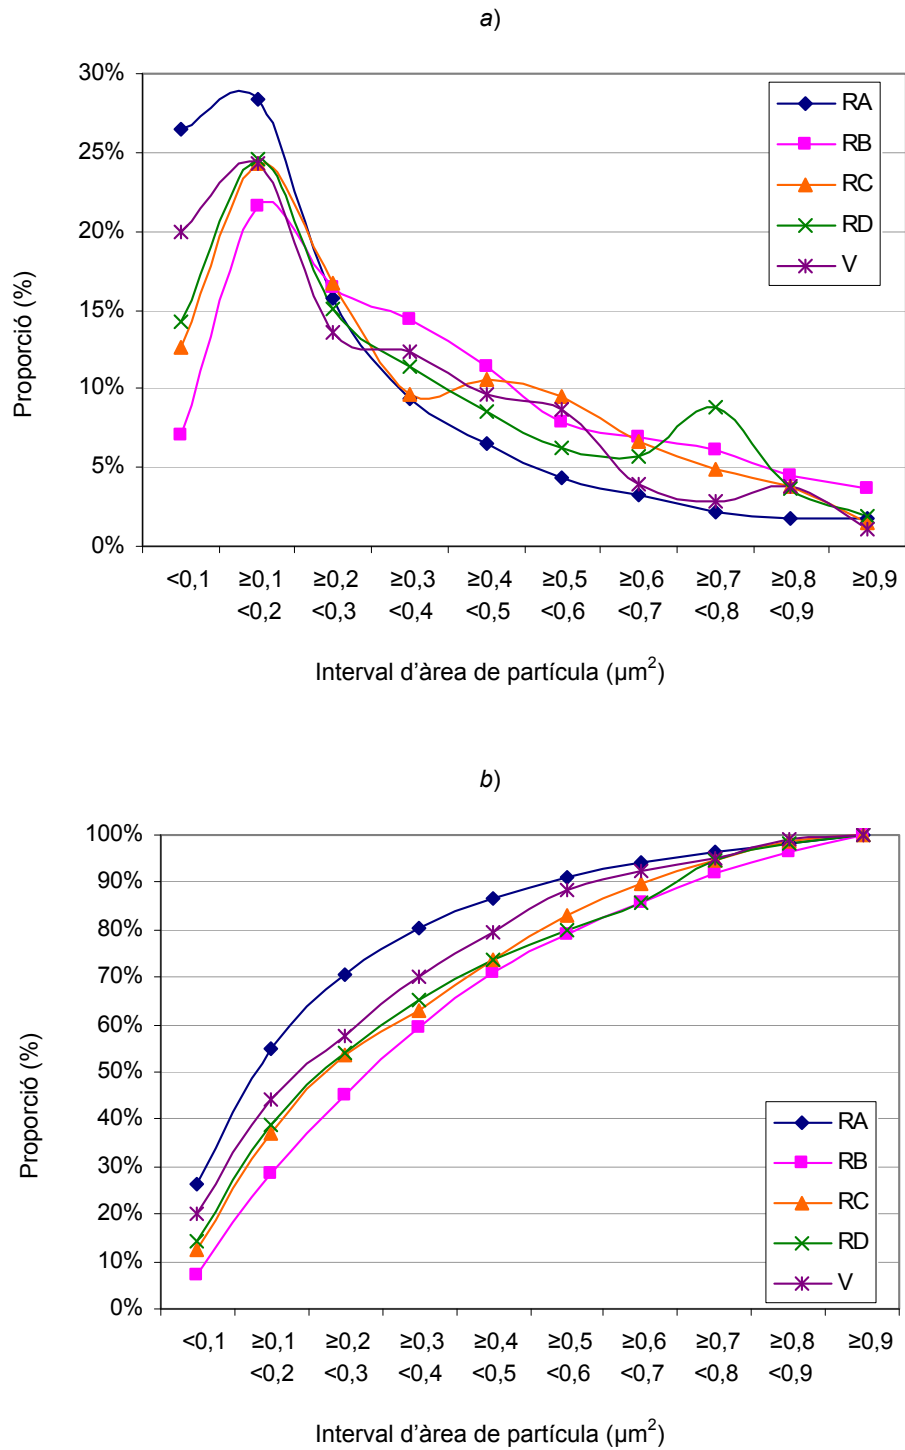 a)
30%
25%
20%
15%
10%
5%
0%
Proporció (%)
RA
RB
RC
RD
V
<0,1 ≥0,1 ≥0,2 ≥0,3 ≥0,4 ≥0,5 ≥0,6 ≥0,7 ≥0,8 ≥0,9
<0,2 <0,3 <0,4 <0,5 <0,6 <0,7 <0,8 <0,9
Interval d’àrea de partícula (µm²)
b)
100%
90%
80%
70%
60%
50%
40%
30%
20%
10%
0%
Proporció (%)
RA
RB
RC
RD
V
<0,1 ≥0,1 ≥0,2 ≥0,3 ≥0,4 ≥0,5 ≥0,6 ≥0,7 ≥0,8 ≥0,9
<0,2 <0,3 <0,4 <0,5 <0,6 <0,7 <0,8 <0,9
Interval d’àrea de partícula (µm²)